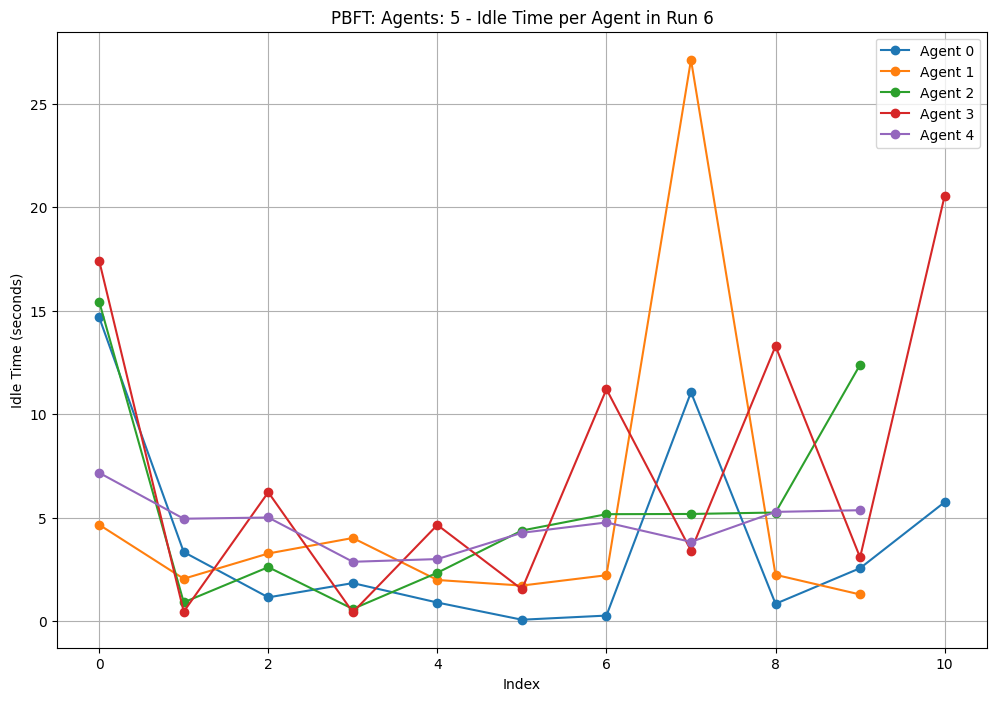 PBFT: Agents: 5 - Idle Time per Agent in Run 6
Agent 0
Agent 1
Agent 2
Agent 3
Agent 4
Idle Time (seconds)
25
20
15
10
5
0
0
2
4
6
8
10
Index